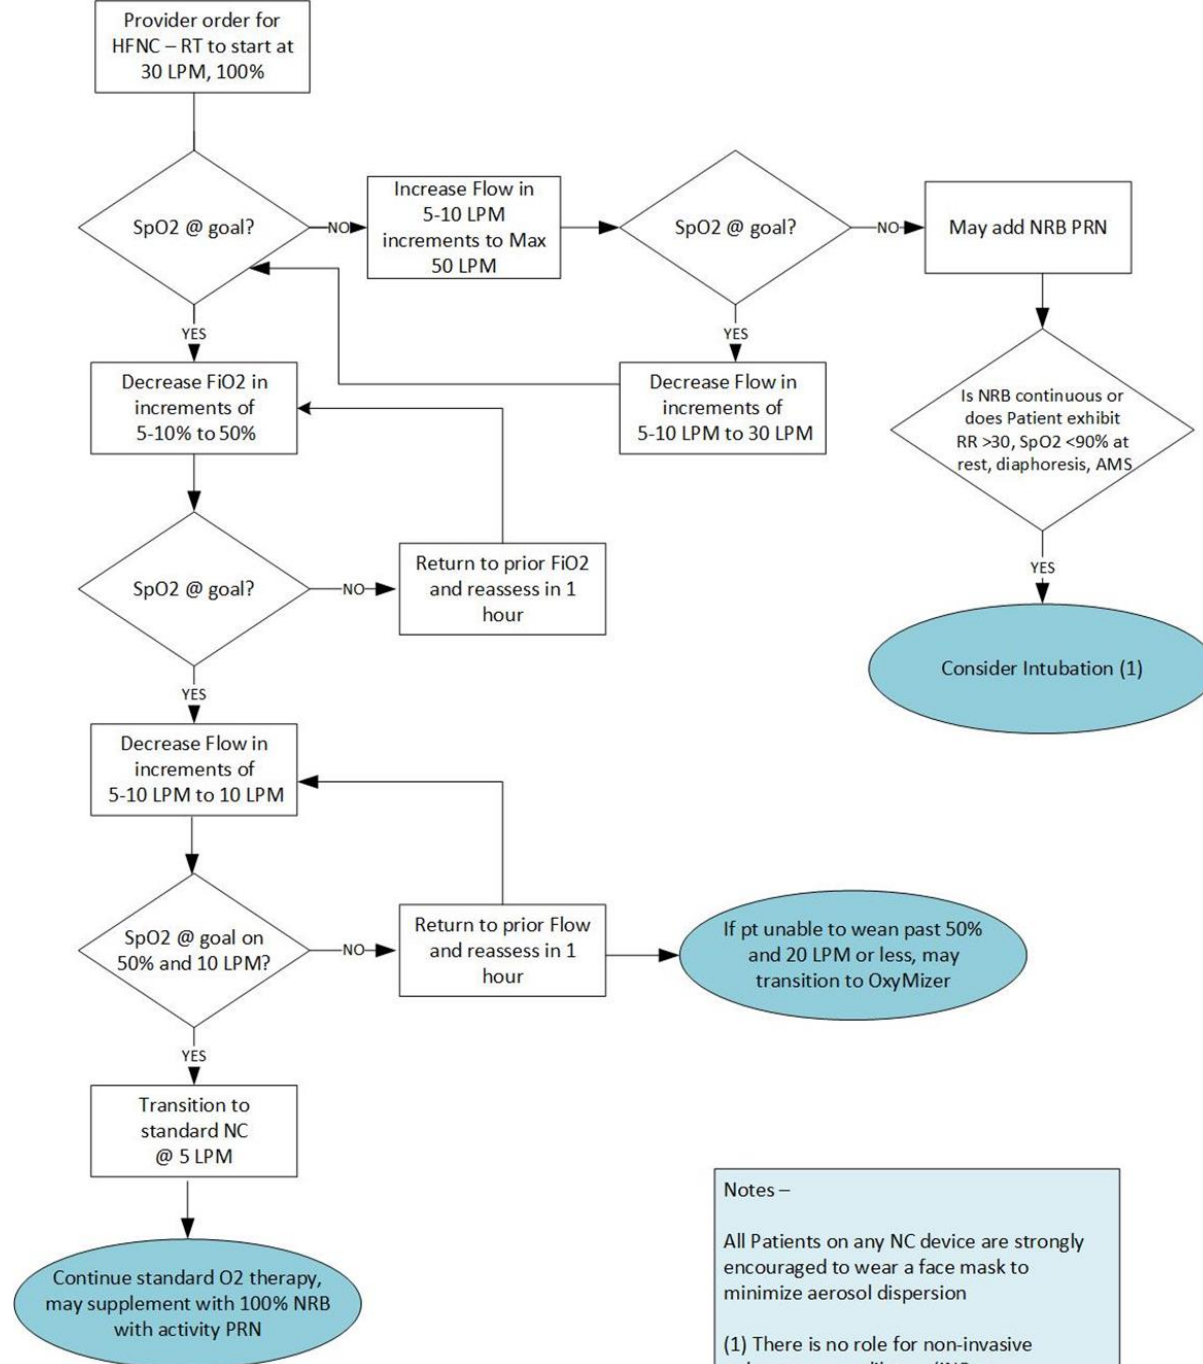 Provider order for
HFNC – RT to start at
30 LPM, 100%
SpO2 @ goal?
NO
Increase Flow in
5-10 LPM
increments to Max
50 LPM
SpO2 @ goal?
NO
May add NRB PRN
YES
YES
Decrease FiO2 in
increments of
5-10% to 50%
Decrease Flow in
increments of
5-10 LPM to 30 LPM
Is NRB continuous or
does Patient exhibit
RR >30, SpO2 <90% at
rest, diaphoresis, AMS
YES
Consider Intubation (1)
SpO2 @ goal?
NO
Return to prior FiO2
and reassess in 1
hour
YES
Decrease Flow in
increments of
5-10 LPM to 10 LPM
SpO2 @ goal on
50% and 10 LPM?
NO
Return to prior Flow
and reassess in 1
hour
If pt unable to wean past 50%
and 20 LPM or less, may
transition to OxyMizer
YES
Transition to
standard NC
@ 5 LPM
Continue standard O2 therapy,
may supplement with 100% NRB
with activity PRN
Notes –
All Patients on any NC device are strongly
encouraged to wear a face mask to
minimize aerosol dispersion
(1) There is no role for non-invasive